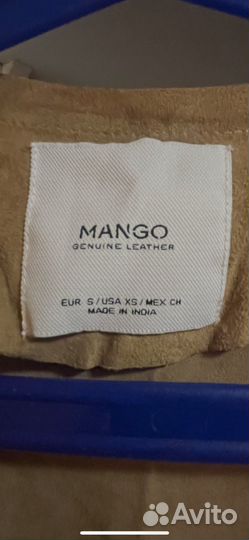 MANGO
GENUINE LEATHER
EUR S/USA XS/MEX CH
MADE IN INDIA
Avito